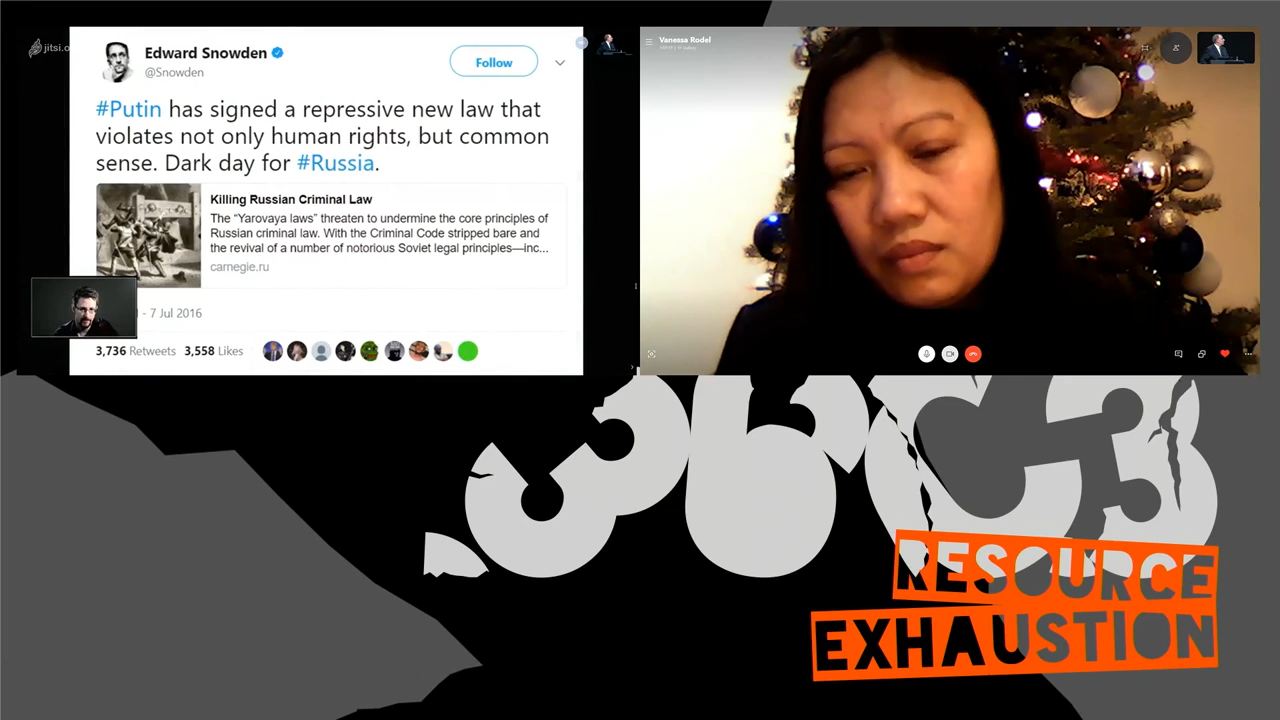 jitsi.o
Edward Snowden
@Snowden
Follow
#Putin has signed a repressive new law that
violates not only human rights, but common
sense. Dark day for #Russia.
Killing Russian Criminal Law
The “Yarovaya laws” threaten to undermine the core principles of
Russian criminal law. With the Criminal Code stripped bare and
the revival of a number of notorious Soviet legal principles—inc...
carnegie.ru
- 7 Jul 2016
3,736 Retweets 3,558 Likes
Vanessa Rodel
36C3
RESOURCE
EXHAUSTION